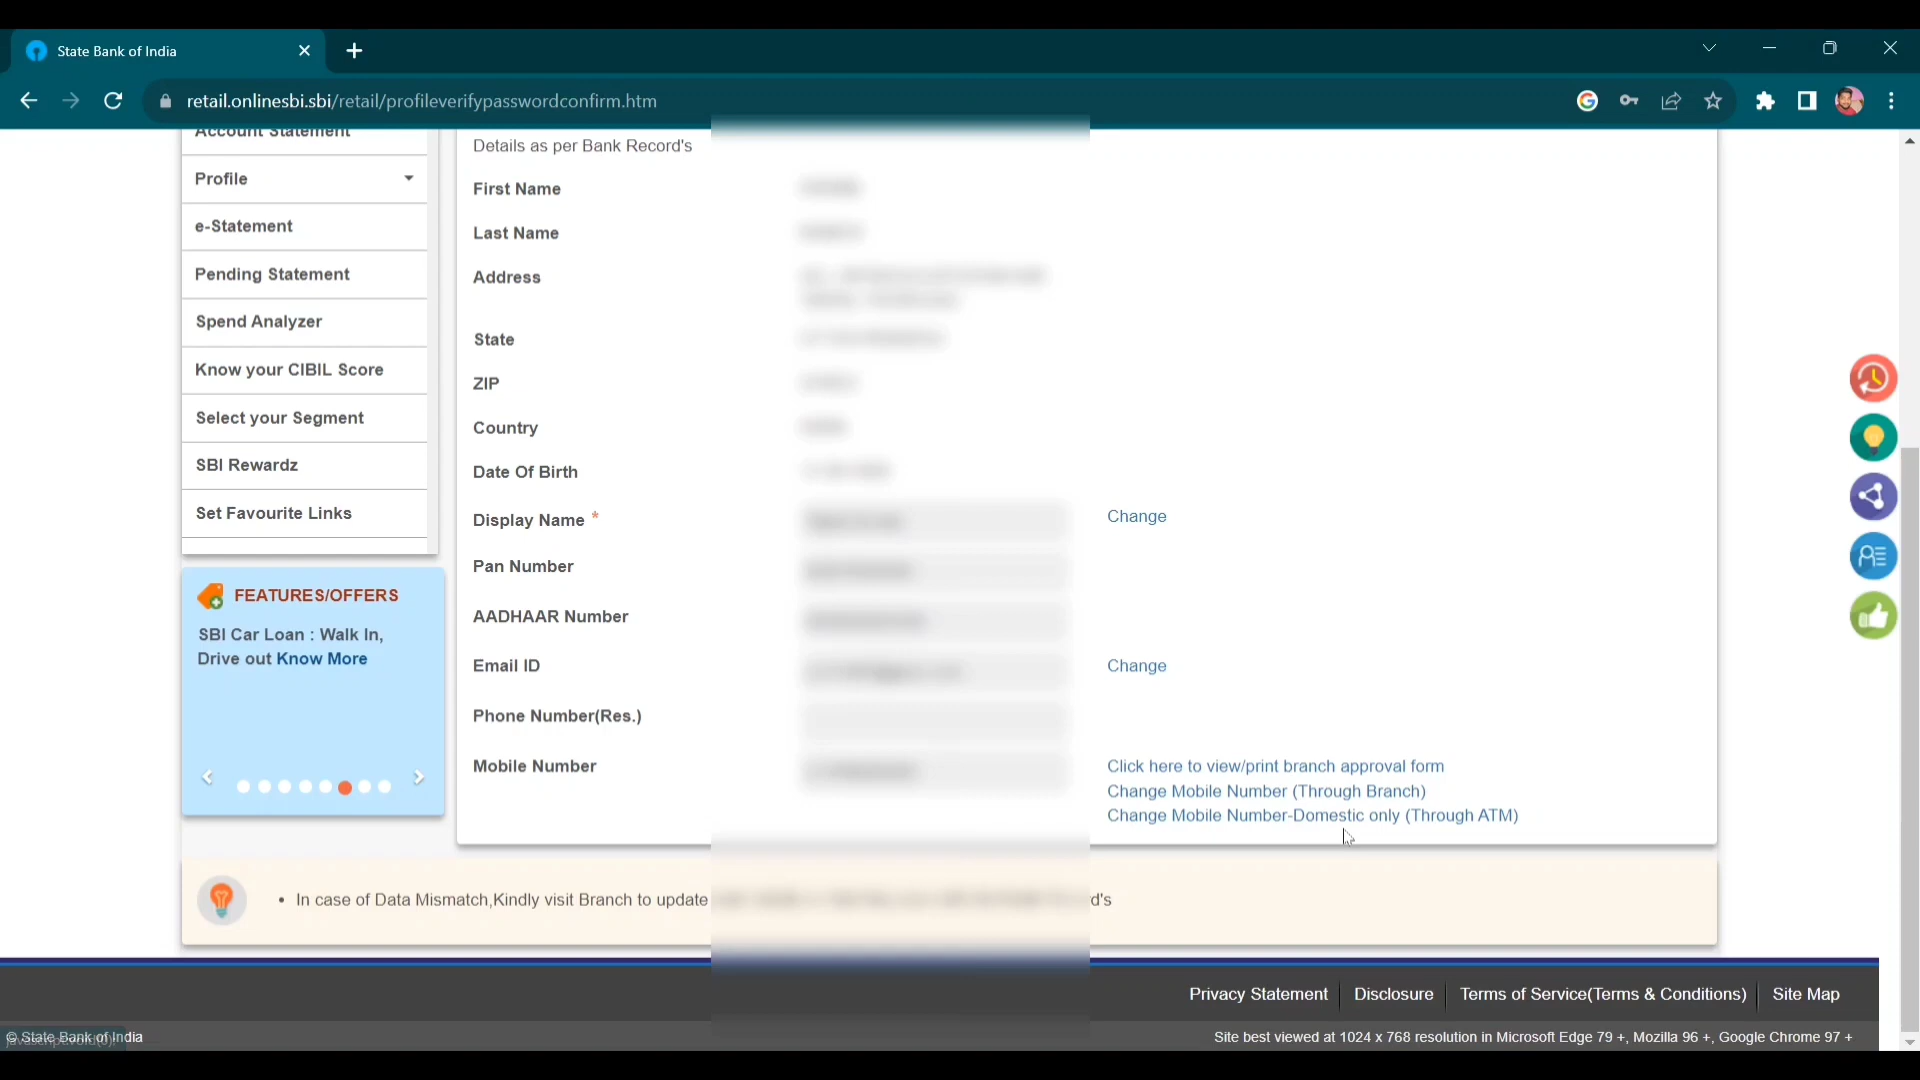 State Bank of India
retail.onlinesbi.sbi/retail/profileverifypasswordconfirm.htm
Account Statement
Profile
e-Statement
Pending Statement
Spend Analyzer
Know your CIBIL Score
Select your Segment
SBI Rewardz
Set Favourite Links
FEATURES/OFFERS
SBI Car Loan : Walk In,
Drive out Know More
Details as per Bank Record's
First Name
Last Name
Address
State
ZIP
Country
Date Of Birth
Display Name * Change
Pan Number
AADHAAR Number
Email ID Change
Phone Number(Res.)
Mobile Number Click here to view/print branch approval form
Change Mobile Number (Through Branch)
Change Mobile Number-Domestic only (Through ATM)
• In case of Data Mismatch,Kindly visit Branch to update
Privacy Statement Disclosure Terms of Service(Terms & Conditions) Site Map
© State Bank of India Site best viewed at 1024 x 768 resolution in Microsoft Edge 79 +, Mozilla 96 +, Google Chrome 97 +
javascript:void(0);